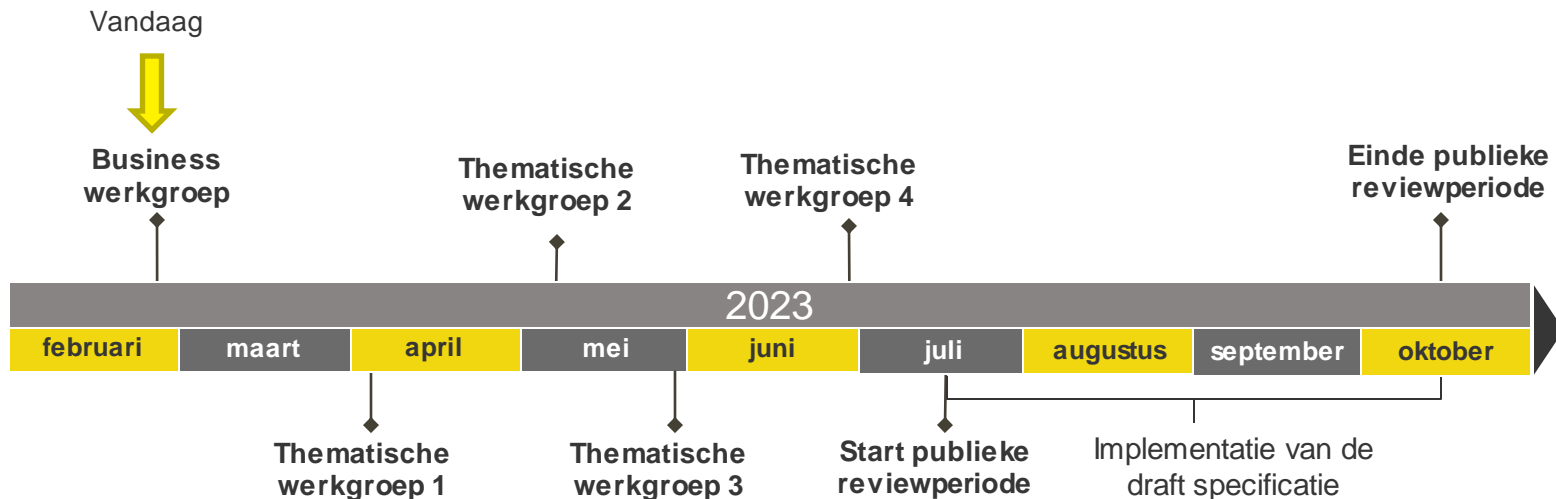 Vandaag
Business
werkgroep
Thematische
werkgroep 2
Thematische
werkgroep 4
Einde publieke
reviewperiode
2023
februari
maart
april
mei
juni
juli
augustus
september
oktober
Thematische
werkgroep 1
Thematische
werkgroep 3
Start publieke
reviewperiode
Implementatie van de
draft specificatie